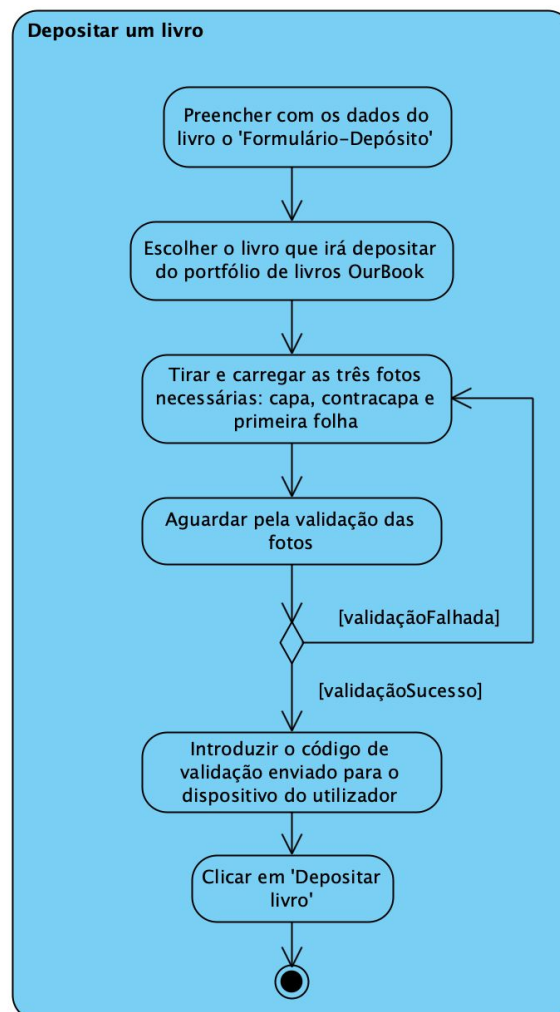 Depositar um livro
Preencher com os dados do
livro o 'Formulário-Depósito'
Escolher o livro que irá depositar
do portfólio de livros OurBook
Tirar e carregar as três fotos
necessárias: capa, contracapa e
primeira folha
Aguardar pela validação das
fotos
[validaçãoFalhada]
[validaçãoSucesso]
Introduzir o código de
validação enviado para o
dispositivo do utilizador
Clicar em 'Depositar
livro'